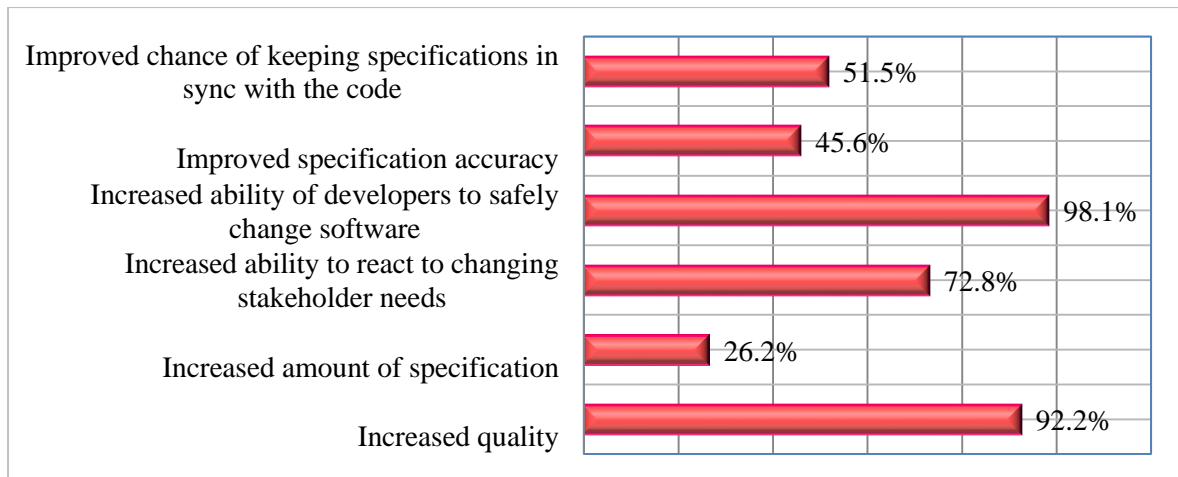 Improved chance of keeping specifications in
sync with the code
51.5%
Improved specification accuracy
45.6%
Increased ability of developers to safely
change software
98.1%
Increased ability to react to changing
stakeholder needs
72.8%
Increased amount of specification
26.2%
Increased quality
92.2%